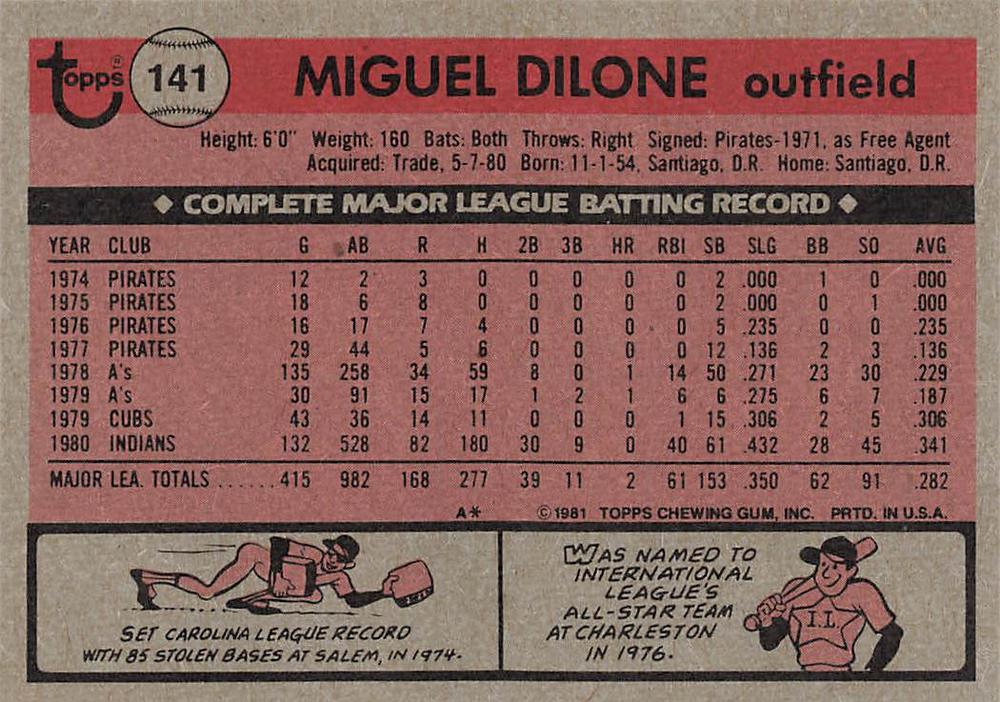 topps® 141 MIGUEL DILONE outfield
Height: 6'0" Weight: 160 Bats: Both Throws: Right Signed: Pirates-1971, as Free Agent
Acquired: Trade, 5-7-80 Born: 11-1-54, Santiago, D.R. Home: Santiago, D.R.
◆ COMPLETE MAJOR LEAGUE BATTING RECORD ◆
YEAR CLUB G AB R H 2B 3B HR RBI SB SLG BB SO AVG
1974 PIRATES 12 2 3 0 0 0 0 0 2 .000 1 0 .000
1975 PIRATES 18 6 8 0 0 0 0 0 2 .000 0 1 .000
1976 PIRATES 16 17 7 4 0 0 0 0 5 .235 0 0 .235
1977 PIRATES 29 44 5 6 0 0 0 0 12 .136 2 3 .136
1978 A's 135 258 34 59 8 0 1 14 50 .271 23 30 .229
1979 A's 30 91 15 17 1 2 1 6 6 .275 6 7 .187
1979 CUBS 43 36 14 11 0 0 0 1 15 .306 2 5 .306
1980 INDIANS 132 528 82 180 30 9 0 40 61 .432 28 45 .341
MAJOR LEA. TOTALS ......415 982 168 277 39 11 2 61 153 .350 62 91 .282
A* ©1981 TOPPS CHEWING GUM, INC. PRTD. IN U.S.A.
SET CAROLINA LEAGUE RECORD
WITH 85 STOLEN BASES AT SALEM, IN 1974.
WAS NAMED TO
INTERNATIONAL
LEAGUE'S
ALL-STAR TEAM
AT CHARLESTON
IN 1976.
I.L.